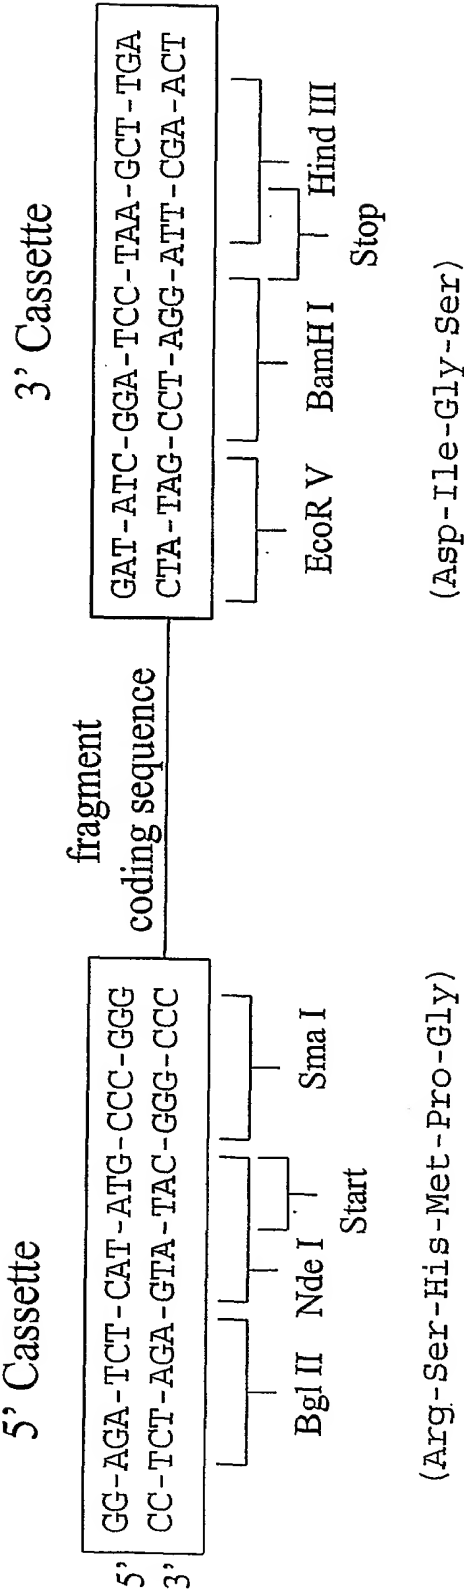 5' Cassette
5' GG-AGA-TCT-CAT-ATG-CCC-GGG
3' CC-TCT-AGA-GTA-TAC-GGG-CCC
Bgl II Nde I Sma I
Start
(Arg-Ser-His-Met-Pro-Gly)
fragment
coding sequence
3' Cassette
GAT-ATC-GGA-TCC-TAA-GCT-TGA
CTA-TAG-CCT-AGG-ATT-CGA-ACT
EcoR V BamH I Hind III
Stop
(Asp-Ile-Gly-Ser)